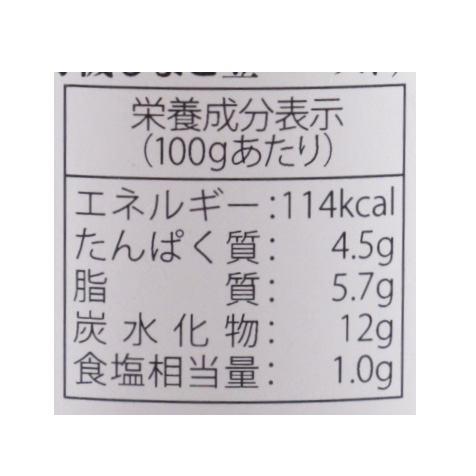 栄養成分表示
(100gあたり)
エネルギー:114kcal
たんぱく質: 4.5g
脂 質: 5.7g
炭水化物: 12g
食塩相当量: 1.0g